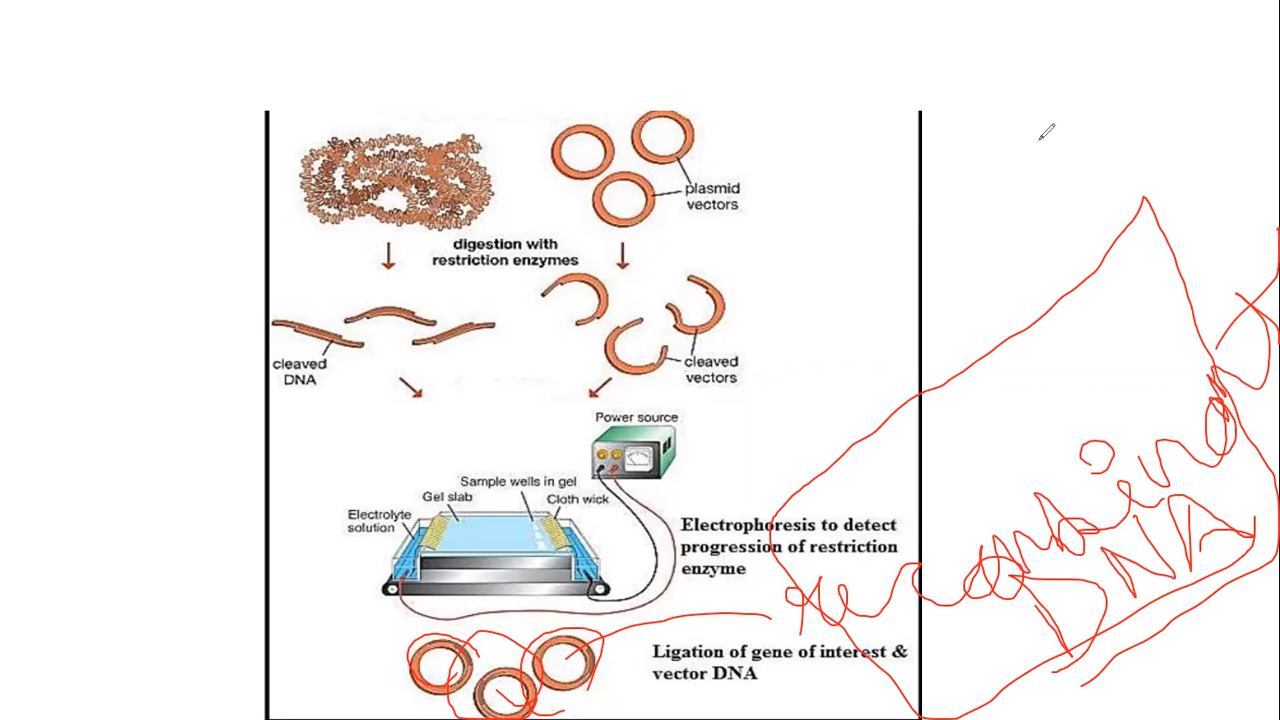 plasmid
vectors
digestion with
restriction enzymes
cleaved
DNA
cleaved
vectors
Power source
Sample wells in gel
Gel slab
Cloth wick
Electrolyte
solution
Electrophoresis to detect
progression of restriction
enzyme
recombinant
DNA
Ligation of gene of interest &
vector DNA